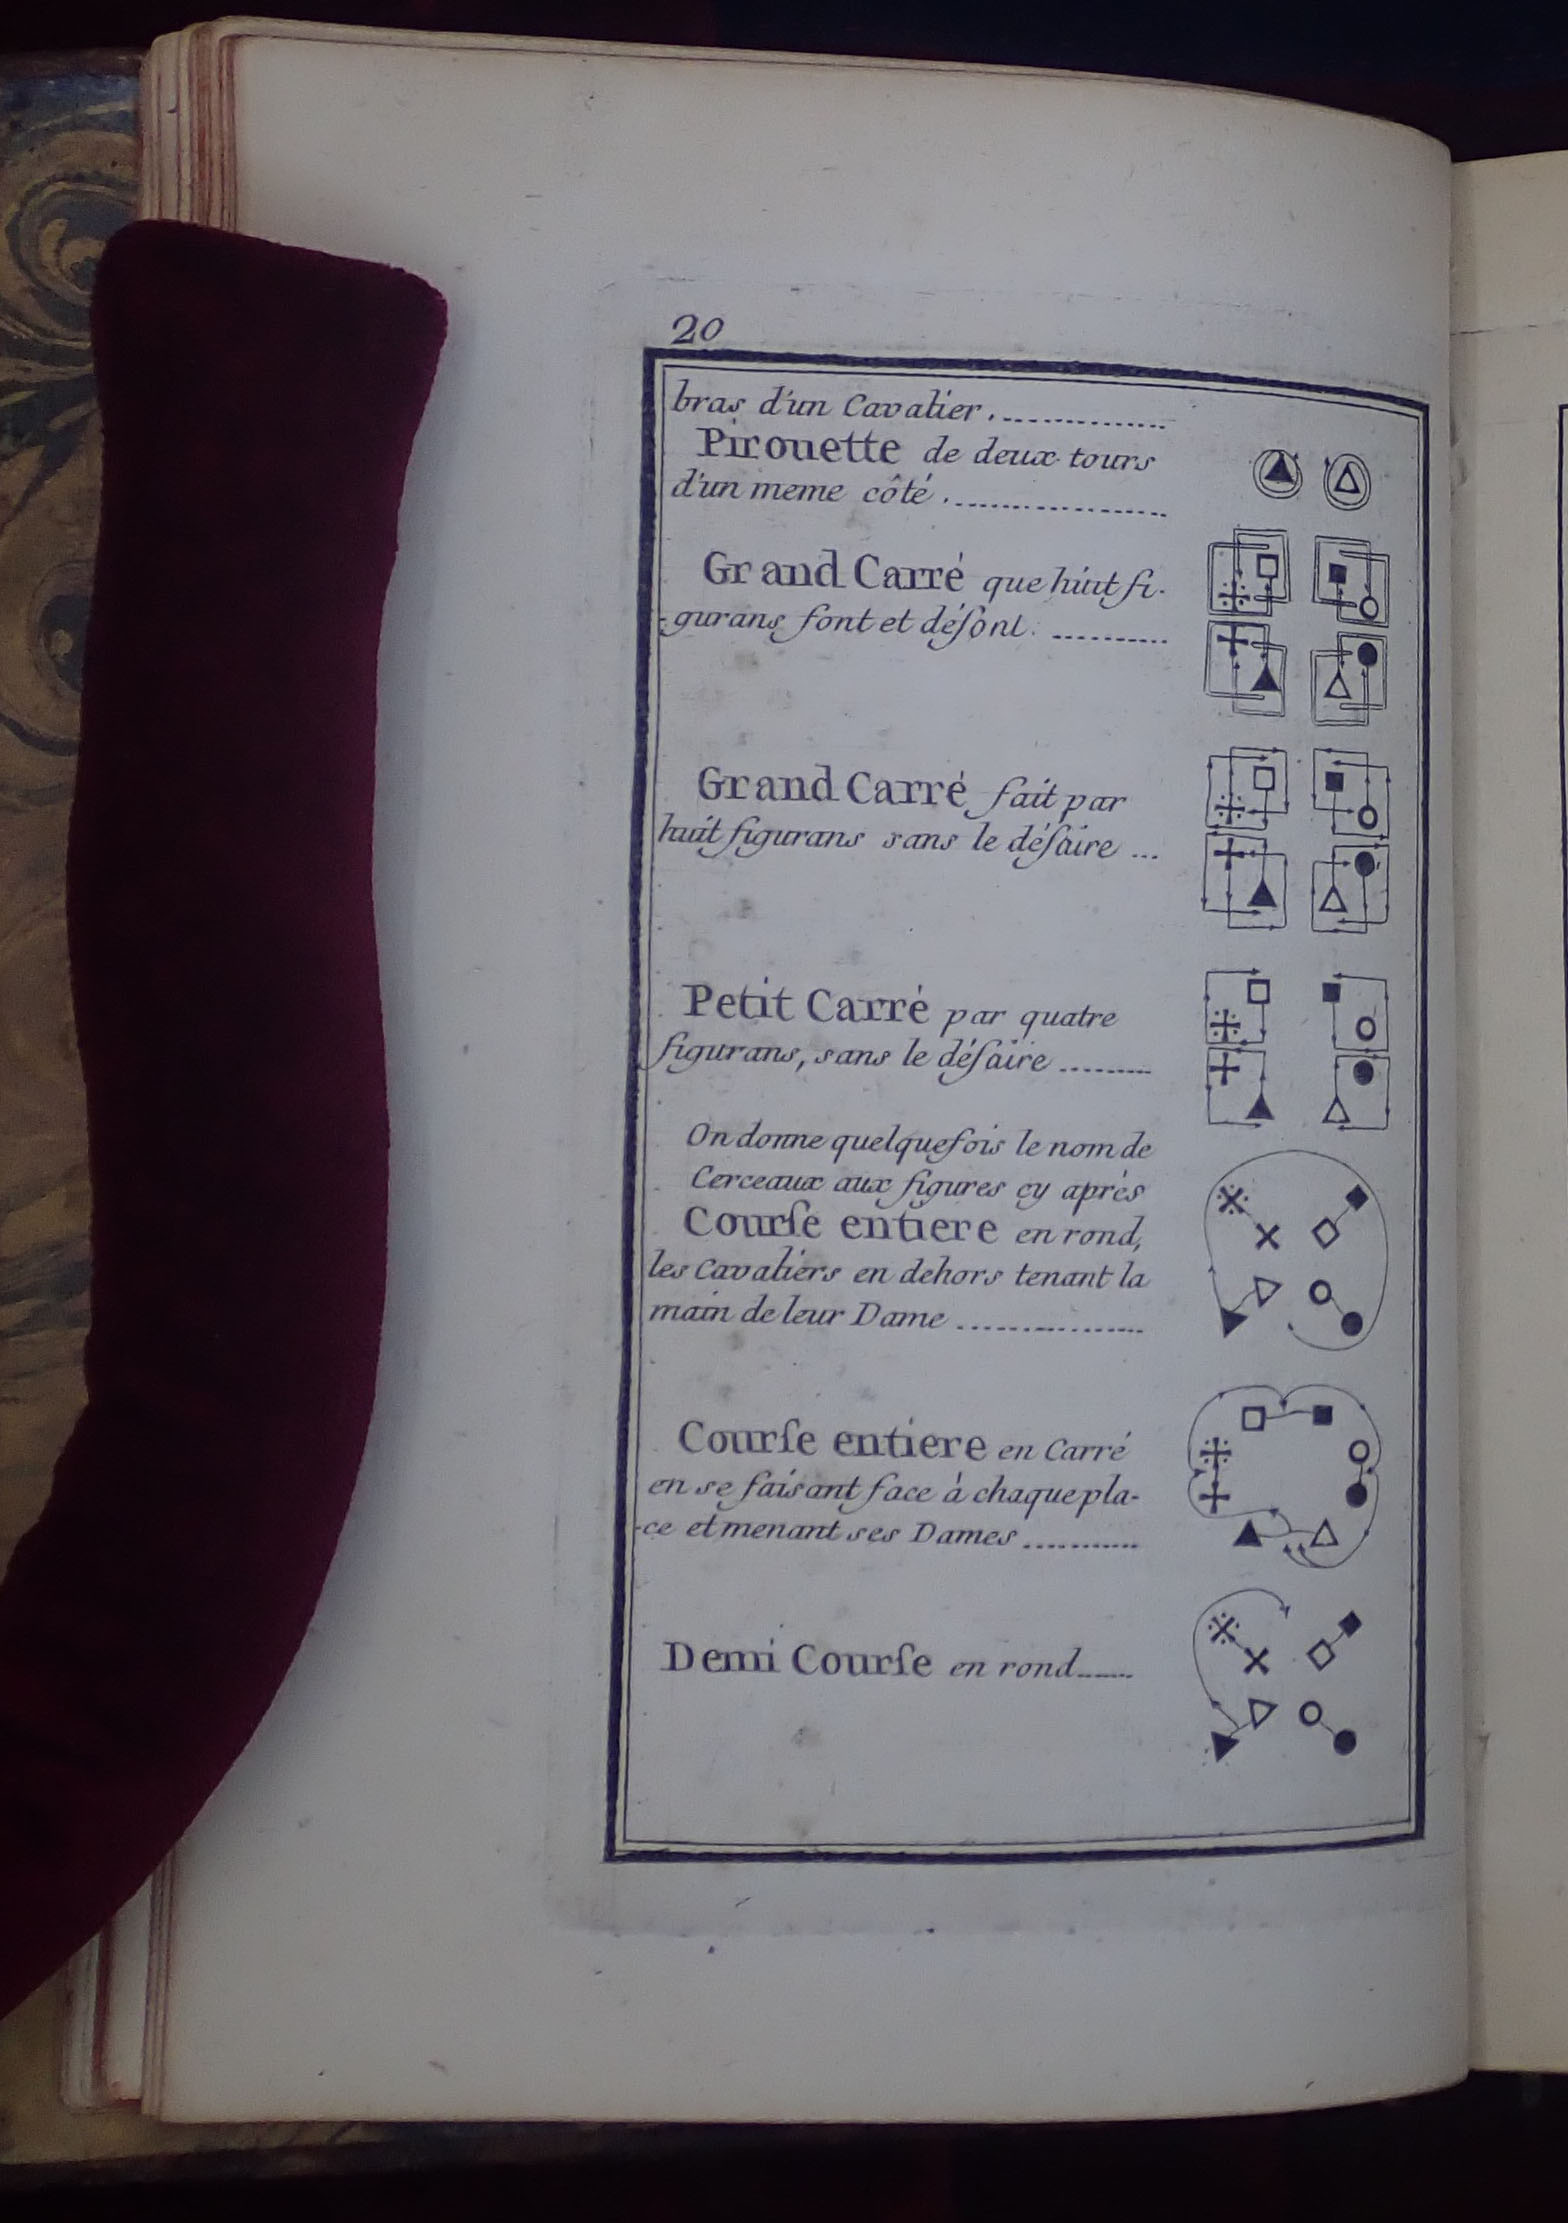 20
bras d'un Cavalier. ..............
Pirouette de deux tours
d'un meme côté. ..................
Grand Carré que huit fi-
-gurans font et défont. ..........
Grand Carré fait par
huit figurans sans le défaire ...
Petit Carré par quatre
figurans, sans le défaire .........
On donne quelquefois le nom de
Cerceaux aux figures cy après
Courſe entiere en rond,
les Cavaliers en dehors tenant la
main de leur Dame .................
Courſe entiere en Carré
en se faisant face à chaque pla-
-ce et menant ses Dames ...........
Demi Courſe en rond......